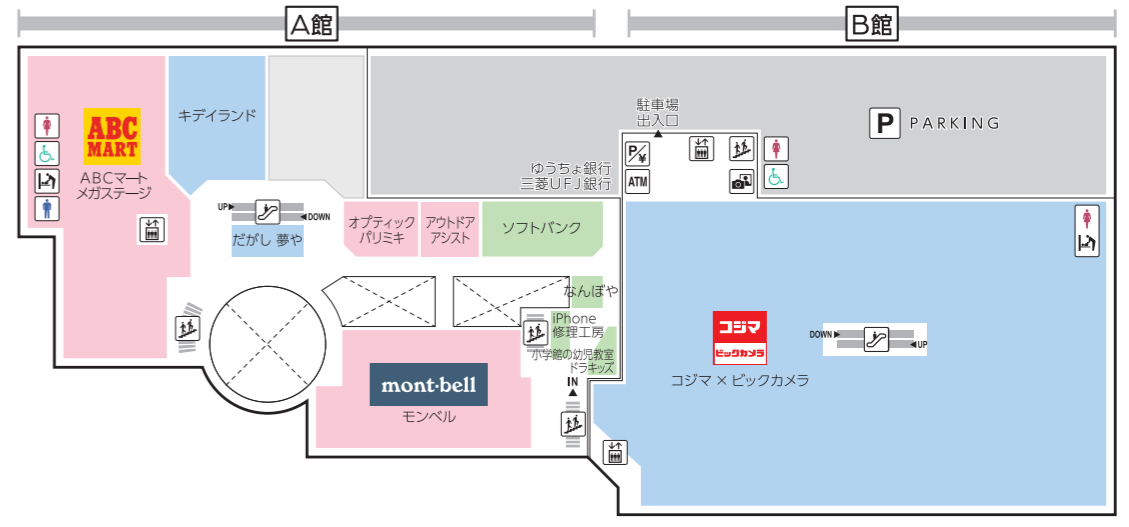 A館
B館
ABC
MART
ABCマート
メガステージ
キデイランド
UP▶
◀DOWN
だがし 夢や
オプティック
パリミキ
アウトドア
アシスト
ソフトバンク
駐車場
出入口
P/¥
ATM
ゆうちょ銀行
三菱UFJ銀行
P PARKING
なんぼや
iPhone
修理工房
小学館の幼児教室
ドラキッズ
IN
mont-bell
モンベル
コジマ
ビックカメラ
コジマ × ビックカメラ
DOWN▶
◀UP